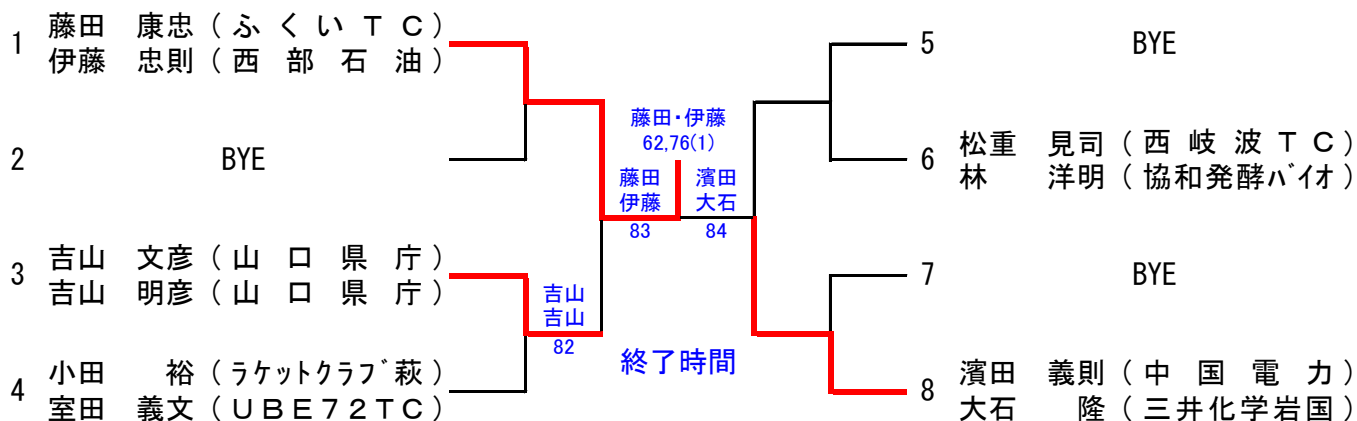 1 藤田 康忠 ( ふ く い T C )
伊藤 忠則 ( 西 部 石 油 )
2 BYE
3 吉山 文彦 ( 山 口 県 庁 )
吉山 明彦 ( 山 口 県 庁 )
4 小田 裕 ( ラケットクラブ萩 )
室田 義文 ( UBE72TC )
吉山
吉山
82
藤田・伊藤
62,76(1)
藤田
伊藤
83
濱田
大石
84
終了時間
5 BYE
6 松重 見司 ( 西 岐 波 T C )
林 洋明 ( 協和発酵バイオ )
7 BYE
8 濱田 義則 ( 中 国 電 力 )
大石 隆 ( 三井化学岩国 )